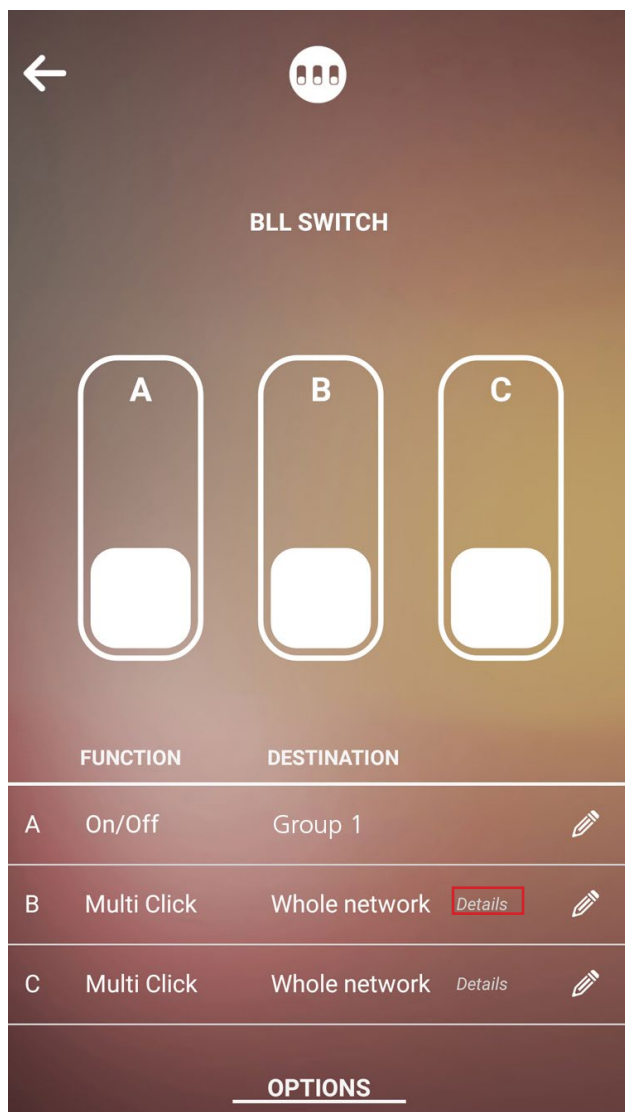 BLL SWITCH
A B C
FUNCTION DESTINATION
A On/Off Group 1
B Multi Click Whole network Details
C Multi Click Whole network Details
OPTIONS